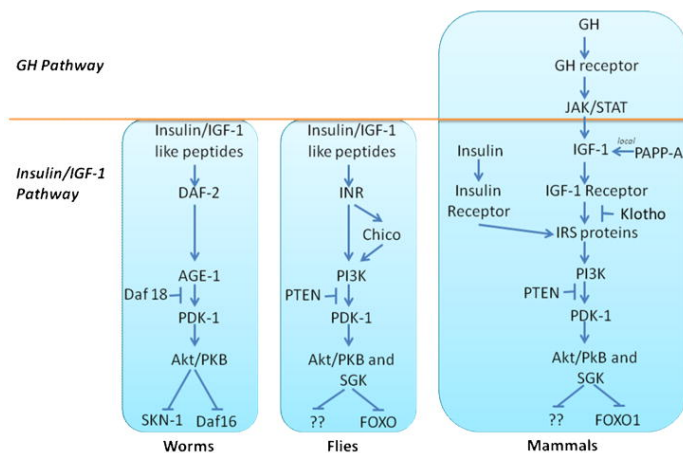 GH Pathway
Insulin/IGF-1
Pathway
Insulin/IGF-1
like peptides
DAF-2
AGE-1
Daf 18
PDK-1
Akt/PKB
SKN-1
Daf16
Worms
Insulin/IGF-1
like peptides
INR
Chico
PI3K
PTEN
PDK-1
Akt/PKB and
SGK
??
FOXO
Flies
GH
GH receptor
JAK/STAT
IGF-1
local
PAPP-A
Insulin
Insulin
Receptor
IGF-1 Receptor
Klotho
IRS proteins
PI3K
PTEN
PDK-1
Akt/PkB and
SGK
??
FOXO1
Mammals